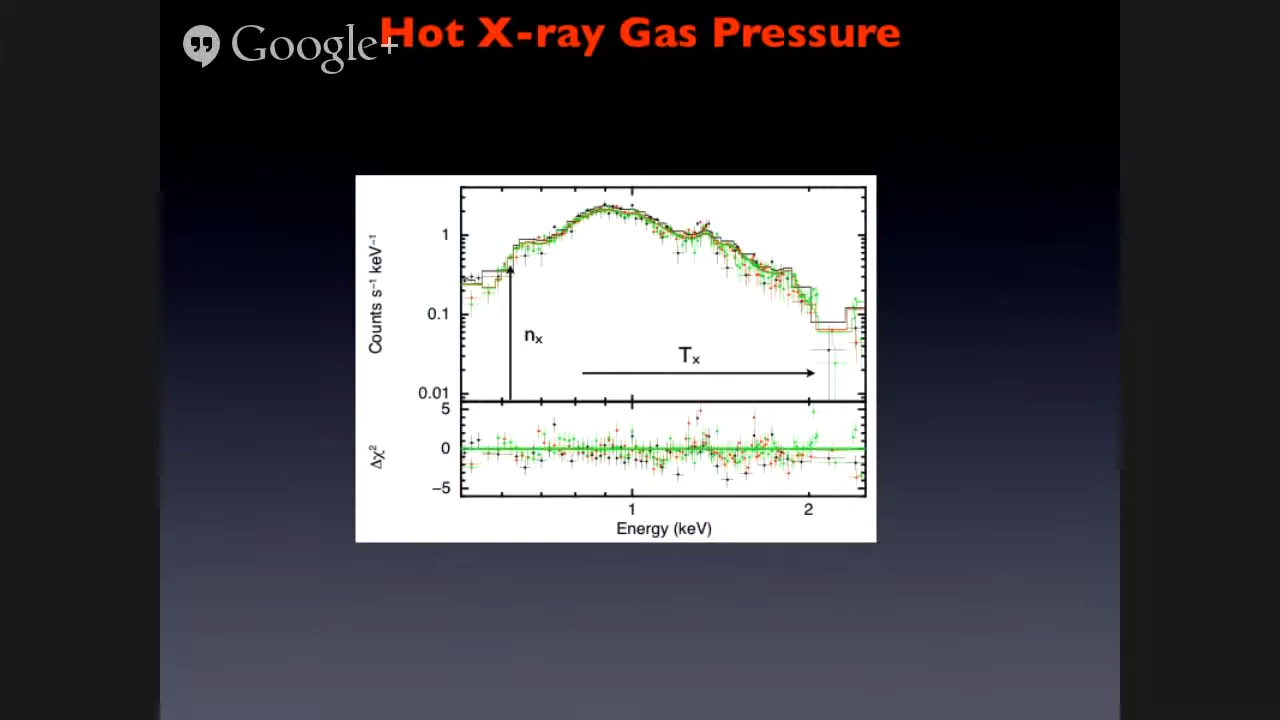 Hot X-ray Gas Pressure
Google+
1
0.1
0.01
Counts s⁻¹ keV⁻¹
nₓ
Tₓ
5
0
−5
Δχ²
1
2
Energy (keV)